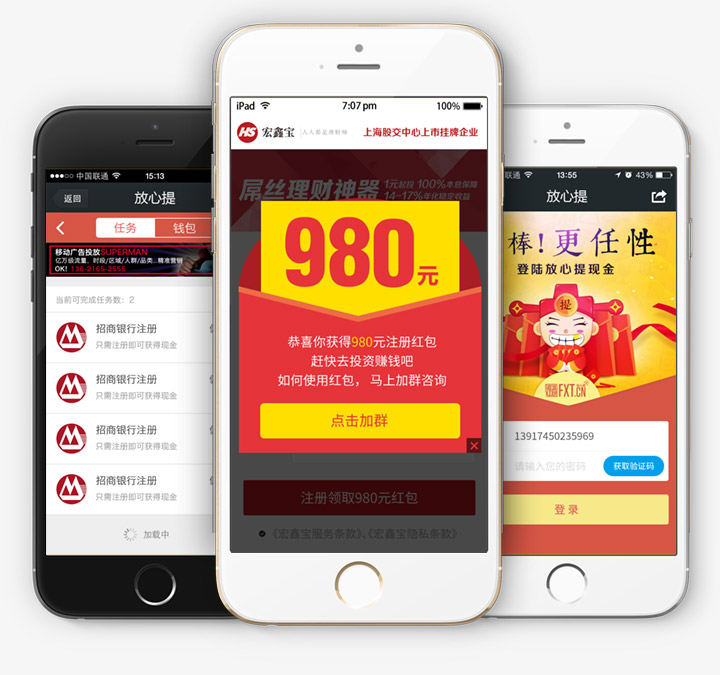 中国联通
15:13
返回
放心提
任务
钱包
移动广告投放SUPERMAN
亿万级流量、时段/区域/人群/品类...精准营销
OK! 136-2165-2555
当前可完成任务数：2
招商银行注册
只需注册即可获得现金
招商银行注册
只需注册即可获得现金
招商银行注册
只需注册即可获得现金
招商银行注册
只需注册即可获得现金
加载中
iPad
7:07 pm
100%
HS
宏鑫宝
人人都是理财师
上海股交中心上市挂牌企业
屌丝理财神器
1元起投 100%本息保障
14~17%年化稳定收益
980元
恭喜你获得980元注册红包
赶快去投资赚钱吧
如何使用红包， 马上加群咨询
点击加群
注册领取980元红包
《宏鑫宝服务条款》、《宏鑫宝隐私条款》
联通
13:55
43%
放心提
棒!更任性
登陆放心提现金
提
FXT.CN
13917450235969
请输入您的密码
获取验证码
登录